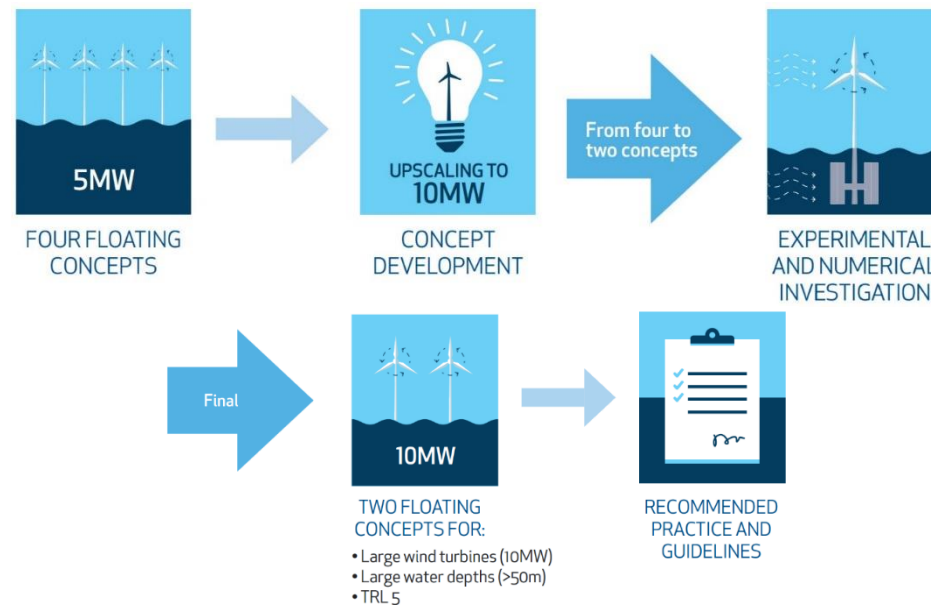 5MW
FOUR FLOATING
CONCEPTS
UPSCALING TO
10MW
CONCEPT
DEVELOPMENT
From four to
two concepts
EXPERIMENTAL
AND NUMERICAL
INVESTIGATION
Final
10MW
TWO FLOATING
CONCEPTS FOR:
• Large wind turbines (10MW)
• Large water depths (>50m)
• TRL 5
RECOMMENDED
PRACTICE AND
GUIDELINES